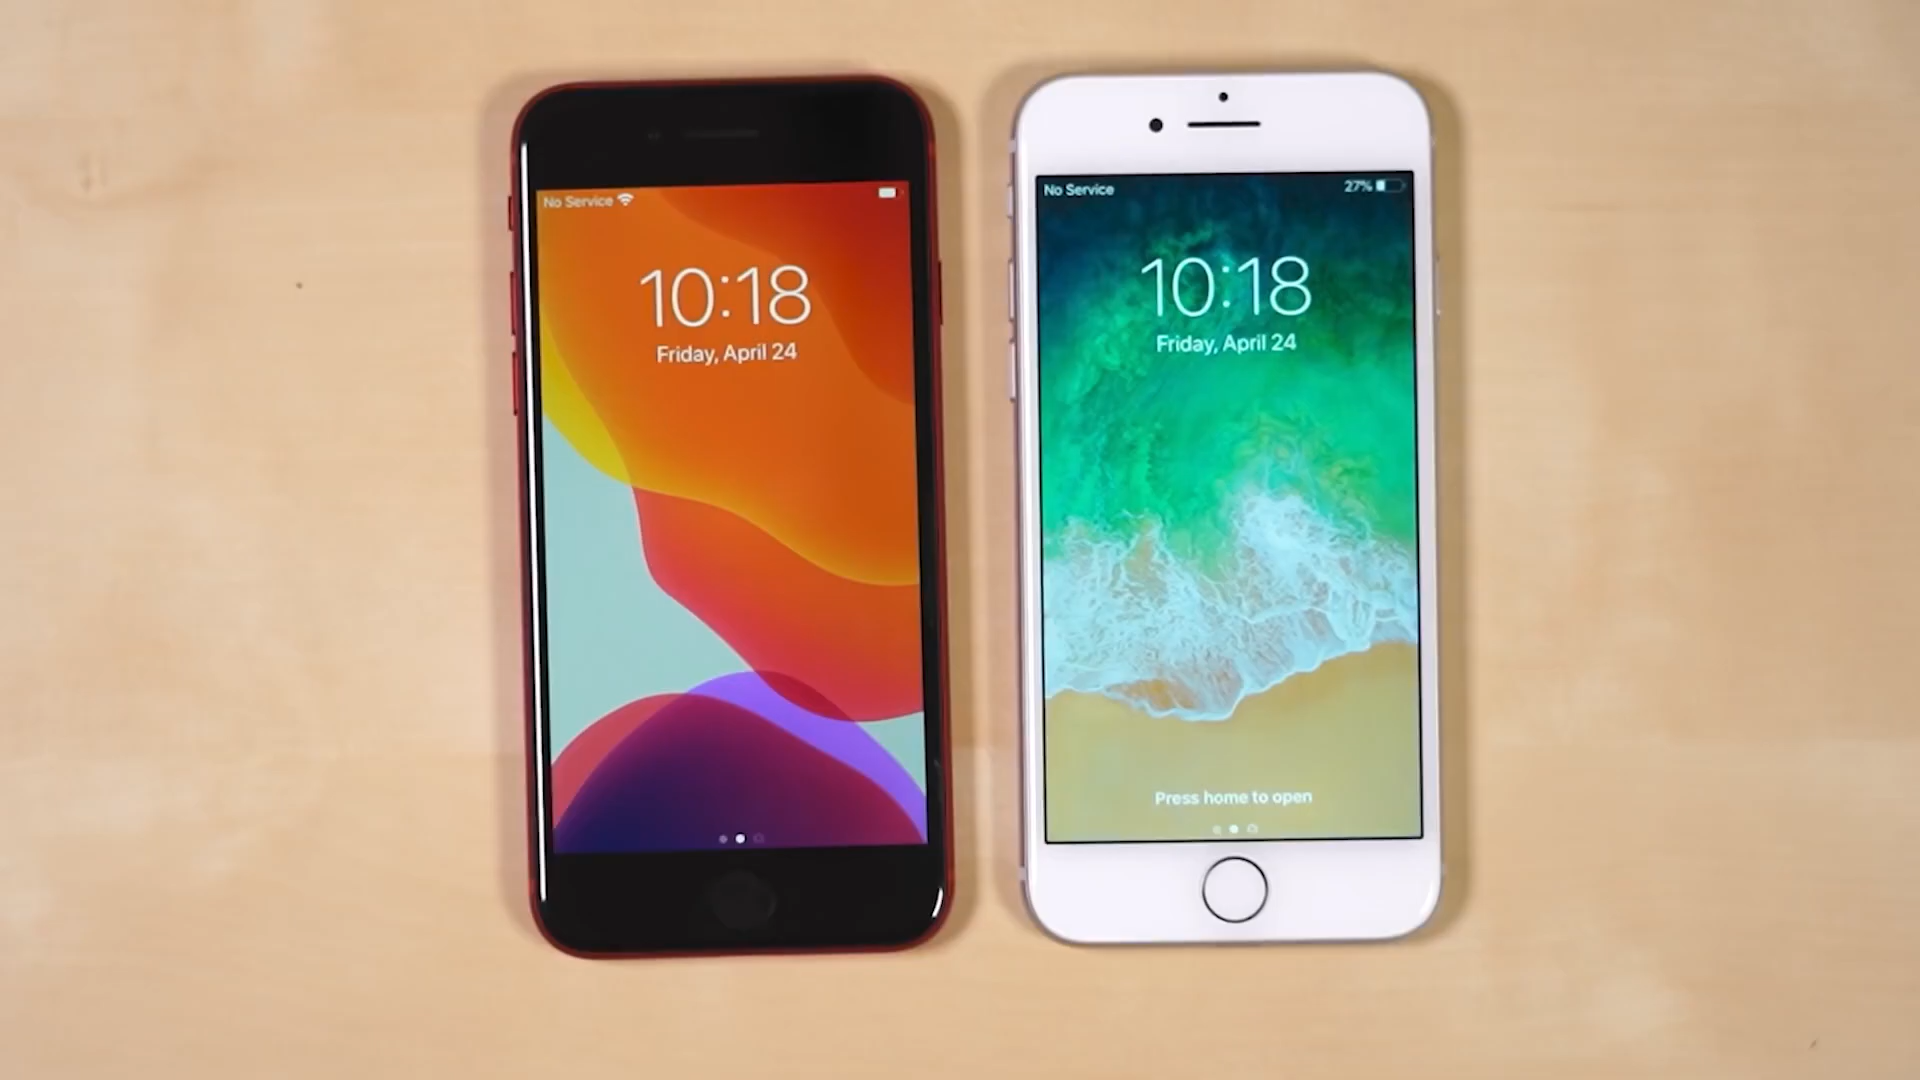 No Service
10:18
Friday, April 24
No Service
27%
10:18
Friday, April 24
Press home to open